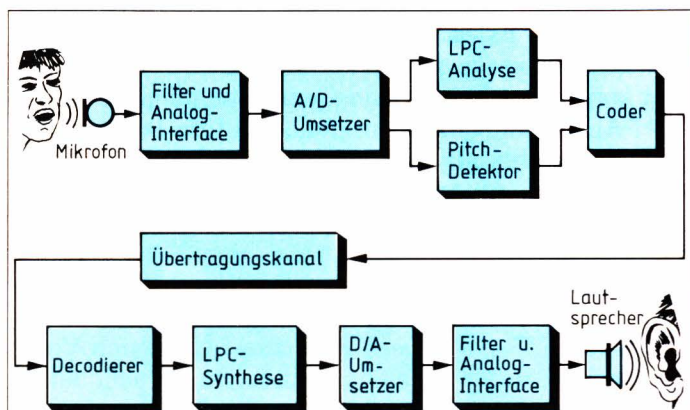 Mikrofon
Filter und
Analog-
Interface
A/D-
Umsetzer
LPC-
Analyse
Pitch-
Detektor
Coder
Übertragungskanal
Decodierer
LPC-
Synthese
D/A-
Um-
setzer
Filter u.
Analog-
Interface
Laut-
sprecher